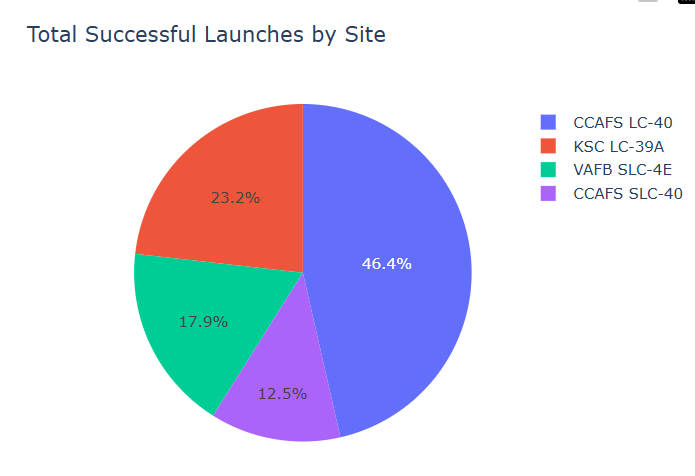 Total Successful Launches by Site
CCAFS LC-40
KSC LC-39A
VAFB SLC-4E
CCAFS SLC-40
23.2%
46.4%
17.9%
12.5%